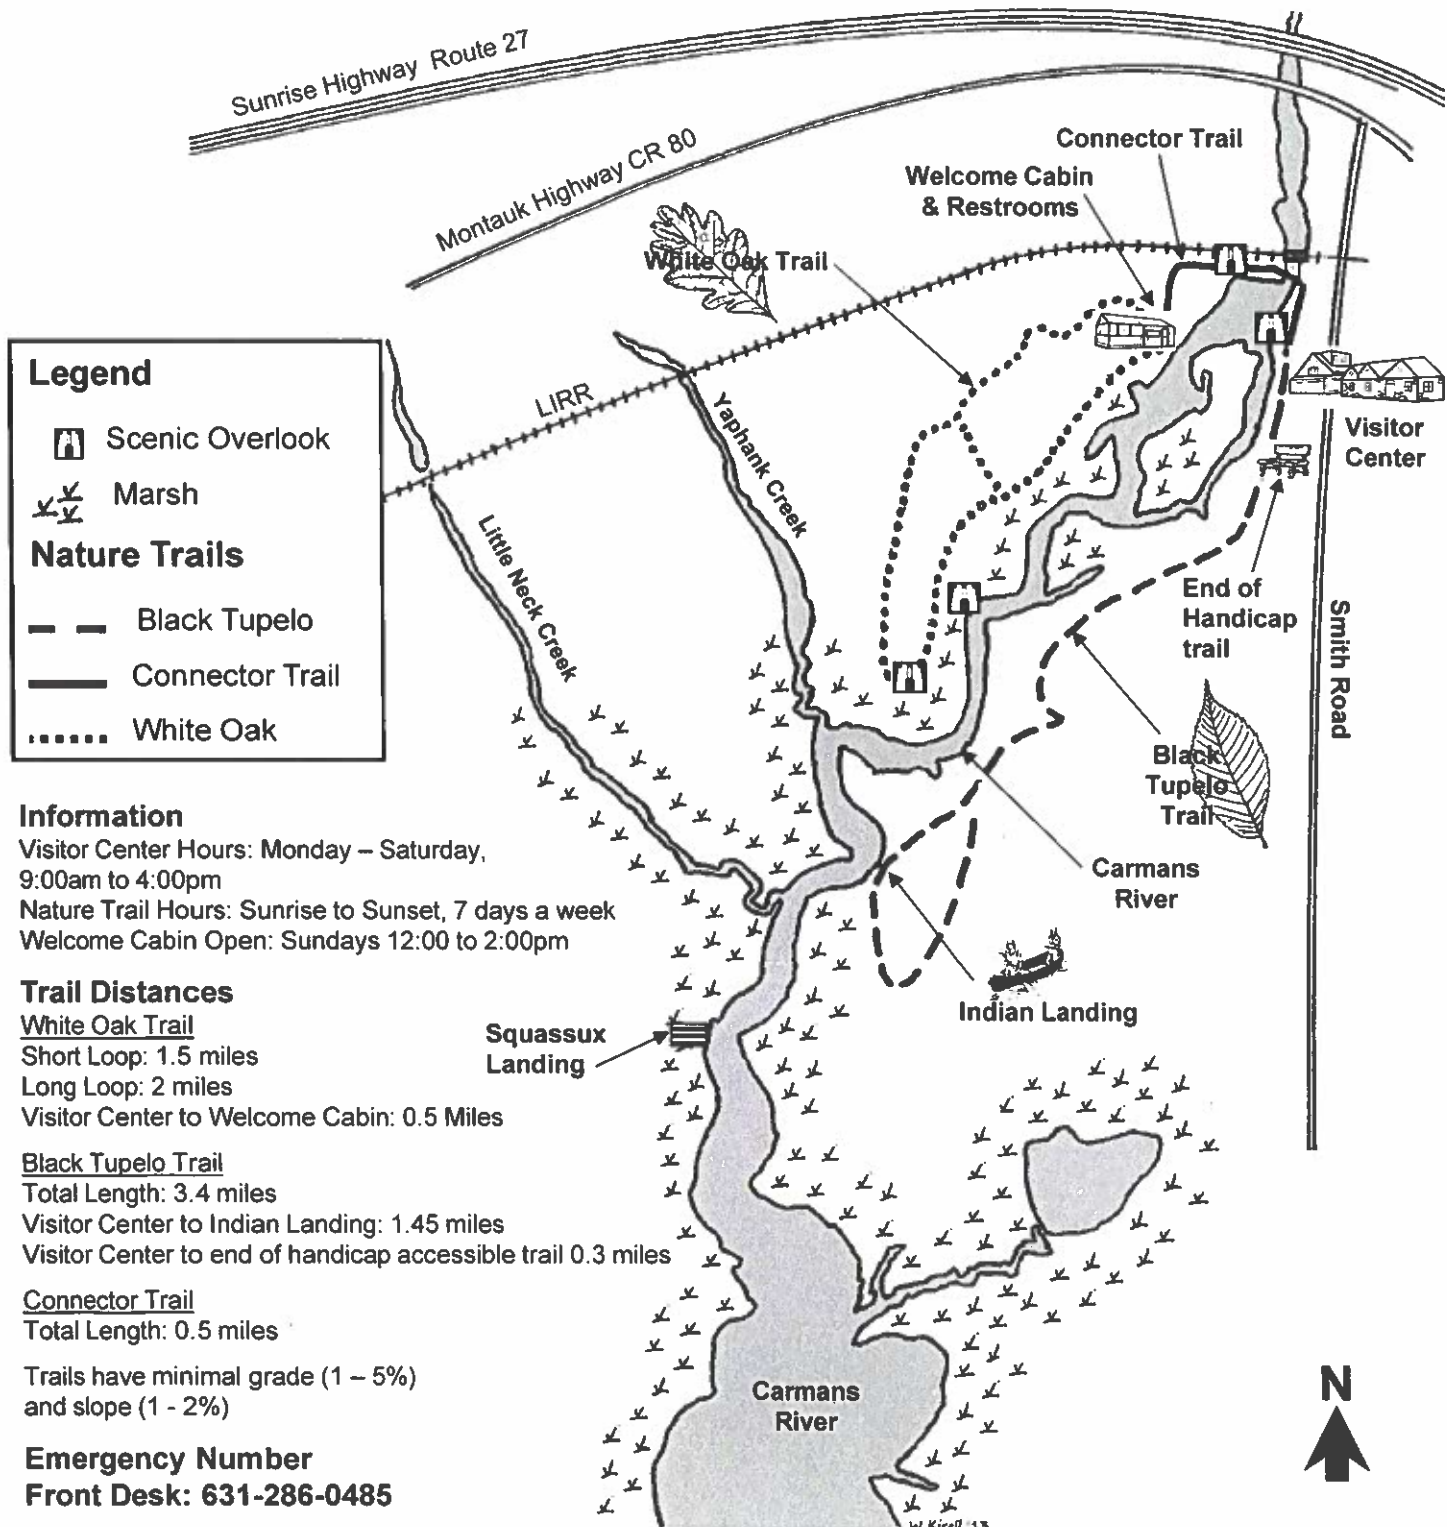 Sunrise Highway Route 27
Montauk Highway CR 80
Connector Trail
Welcome Cabin
& Restrooms
White Oak Trail
LIRR
Yaphank Creek
Little Neck Creek
Visitor
Center
End of
Handicap
trail
Smith Road
Black
Tupelo
Trail
Carmans
River
Indian Landing
Squassux
Landing
Carmans
River
N
Legend
Scenic Overlook
Marsh
Nature Trails
Black Tupelo
Connector Trail
White Oak
Information
Visitor Center Hours: Monday – Saturday,
9:00am to 4:00pm
Nature Trail Hours: Sunrise to Sunset, 7 days a week
Welcome Cabin Open: Sundays 12:00 to 2:00pm
Trail Distances
White Oak Trail
Short Loop: 1.5 miles
Long Loop: 2 miles
Visitor Center to Welcome Cabin: 0.5 Miles
Black Tupelo Trail
Total Length: 3.4 miles
Visitor Center to Indian Landing: 1.45 miles
Visitor Center to end of handicap accessible trail 0.3 miles
Connector Trail
Total Length: 0.5 miles
Trails have minimal grade (1 – 5%)
and slope (1 - 2%)
Emergency Number
Front Desk: 631-286-0485